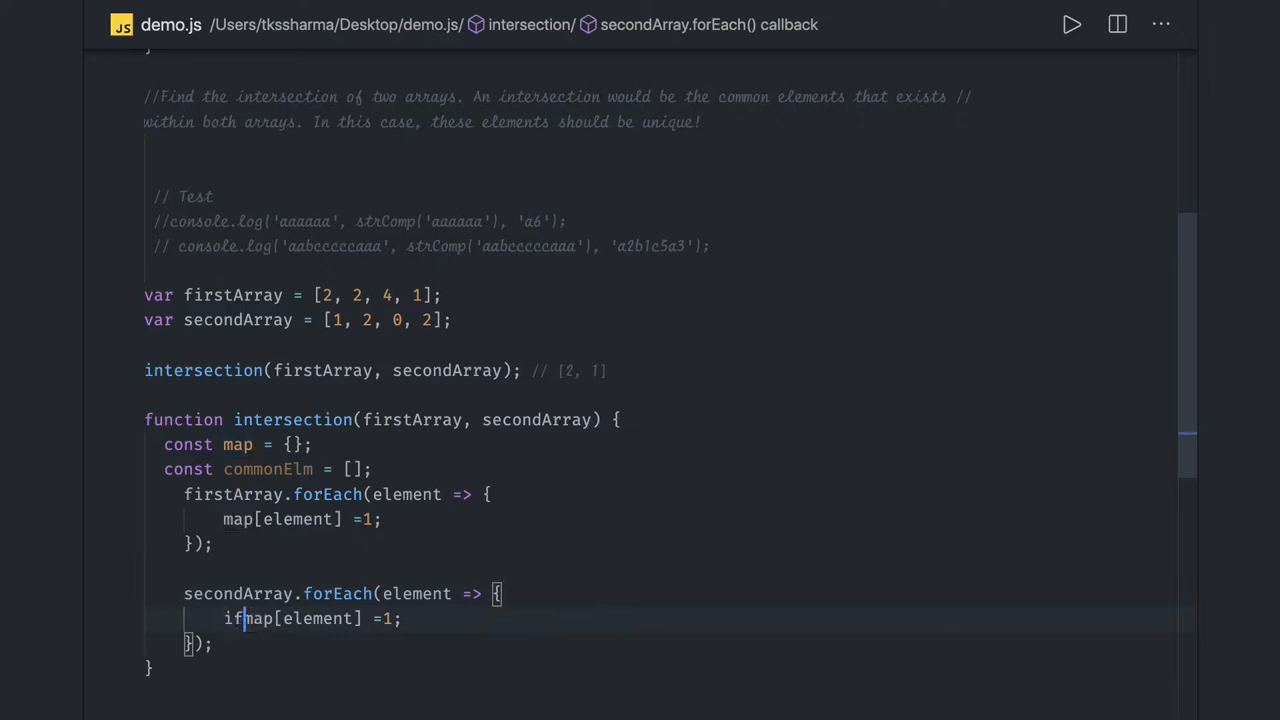 JS demo.js /Users/tkssharma/Desktop/demo.js/ intersection/ secondArray.forEach() callback
}
//Find the intersection of two arrays. An intersection would be the common elements that exists //
within both arrays. In this case, these elements should be unique!
// Test
//console.log('aaaaaa', strComp('aaaaaa'), 'a6');
// console.log('aabcccccaaa', strComp('aabcccccaaa'), 'a2b1c5a3');
var firstArray = [2, 2, 4, 1];
var secondArray = [1, 2, 0, 2];
intersection(firstArray, secondArray); // [2, 1]
function intersection(firstArray, secondArray) {
const map = {};
const commonElm = [];
firstArray.forEach(element => {
map[element] =1;
});
secondArray.forEach(element => {
ifmap[element] =1;
});
}